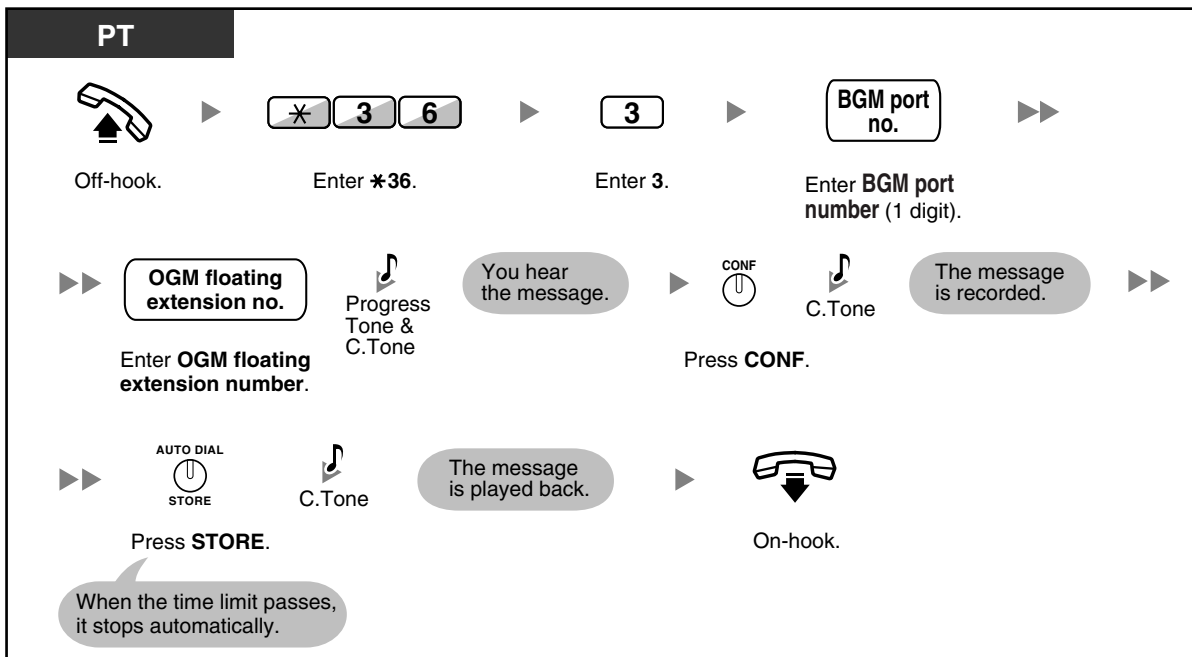 PT
✳ 3 6
3
BGM port
no.
Off-hook.
Enter ✳36.
Enter 3.
Enter BGM port
number (1 digit).
OGM floating
extension no.
Progress
Tone &
C.Tone
You hear
the message.
CONF
C.Tone
The message
is recorded.
Enter OGM floating
extension number.
Press CONF.
AUTO DIAL
STORE
C.Tone
The message
is played back.
Press STORE.
On-hook.
When the time limit passes,
it stops automatically.